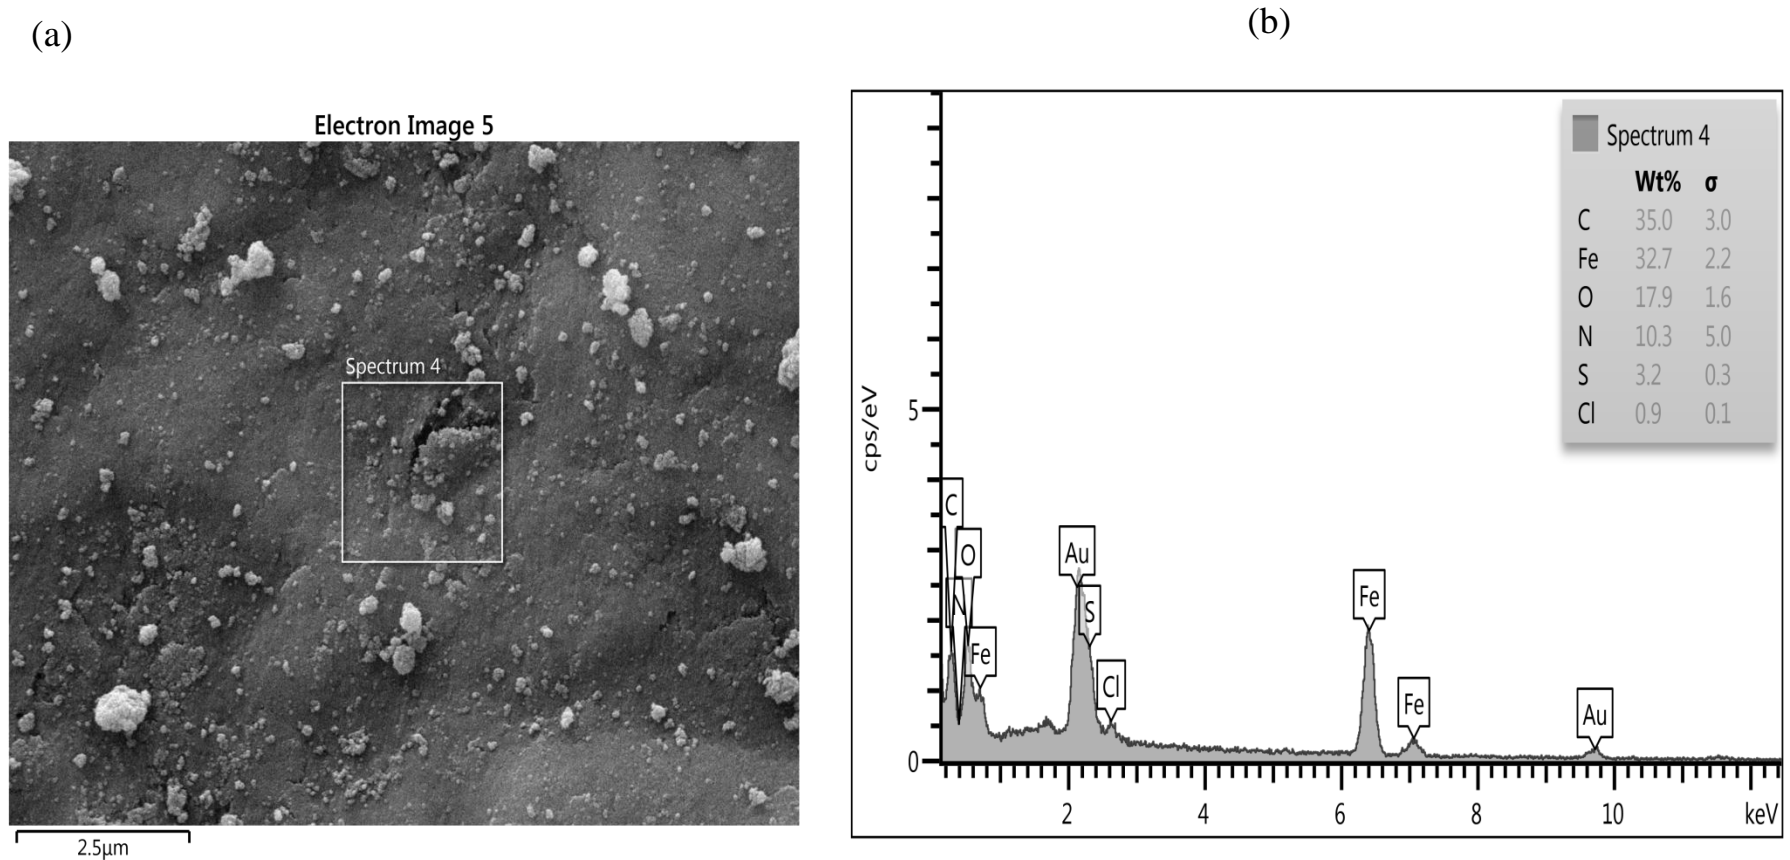 (a)
(b)
Electron Image 5
Spectrum 4
2.5μm
cps/eV
5
0
C
O
N
Fe
Au
S
Cl
Fe
Fe
Au
2
4
6
8
10
keV
Spectrum 4
Wt% σ
C 35.0 3.0
Fe 32.7 2.2
O 17.9 1.6
N 10.3 5.0
S 3.2 0.3
Cl 0.9 0.1